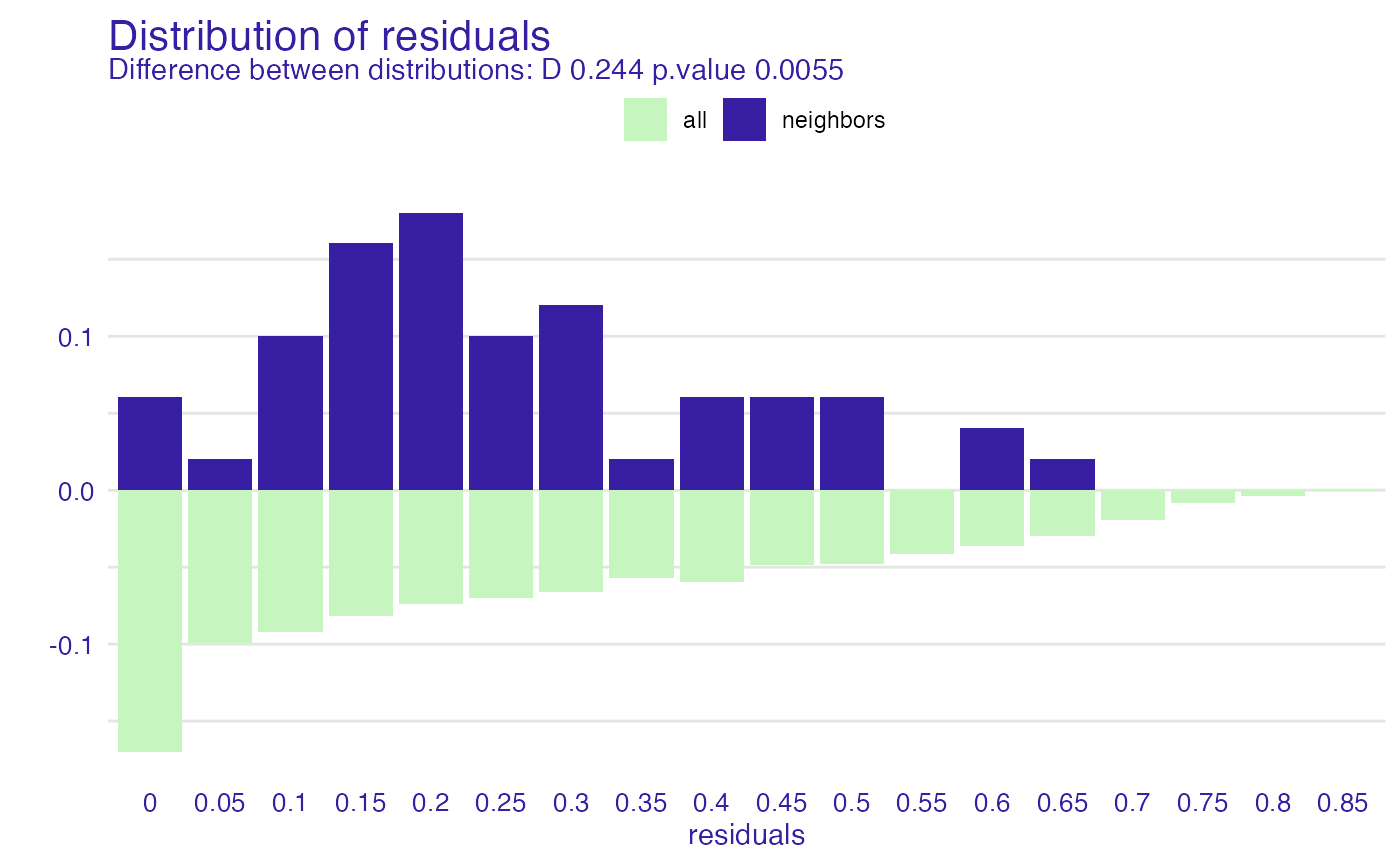 Distribution of residuals
Difference between distributions: D 0.244 p.value 0.0055
all neighbors
0.1
0.0
-0.1
0 0.05 0.1 0.15 0.2 0.25 0.3 0.35 0.4 0.45 0.5 0.55 0.6 0.65 0.7 0.75 0.8 0.85
residuals